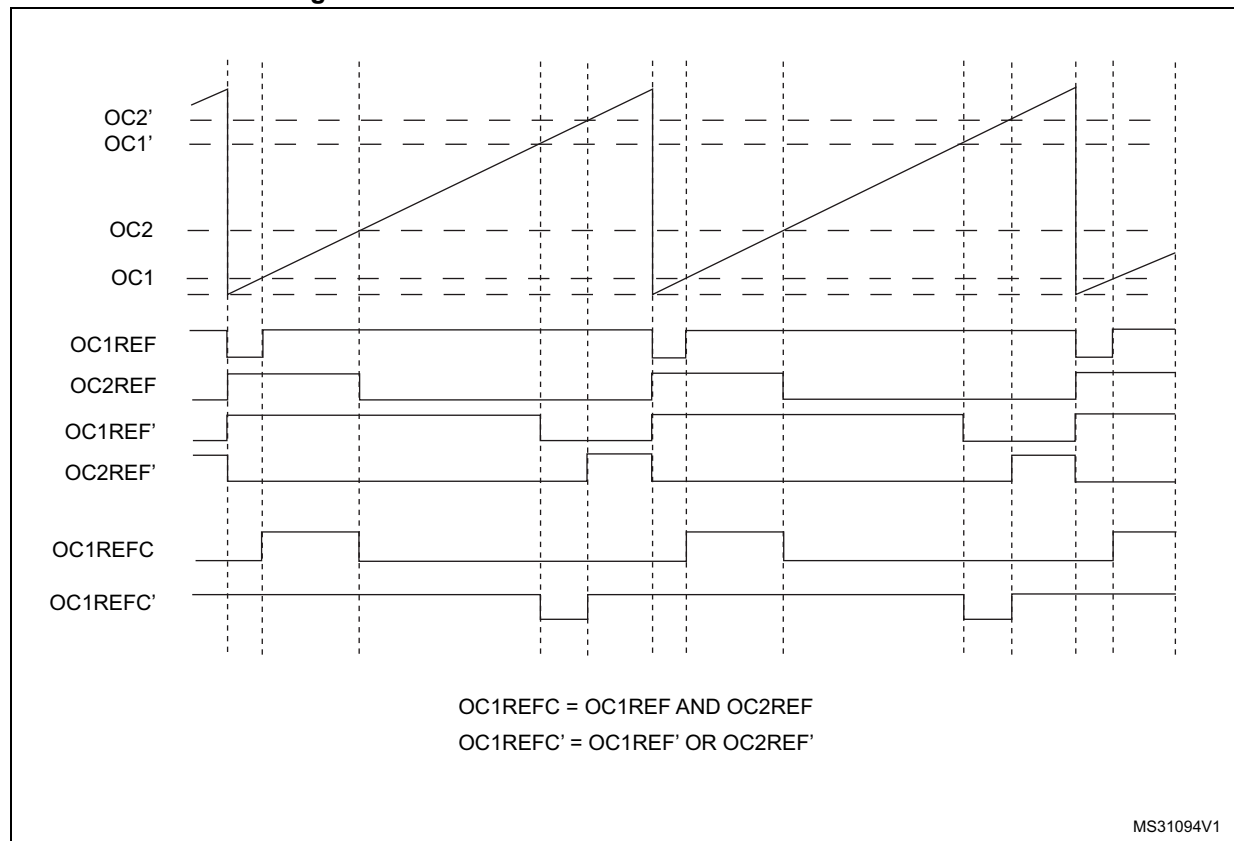 OC2’
OC1’
OC2
OC1
OC1REF
OC2REF
OC1REF’
OC2REF’
OC1REFC
OC1REFC’
OC1REFC = OC1REF AND OC2REF
OC1REFC’ = OC1REF’ OR OC2REF’
MS31094V1